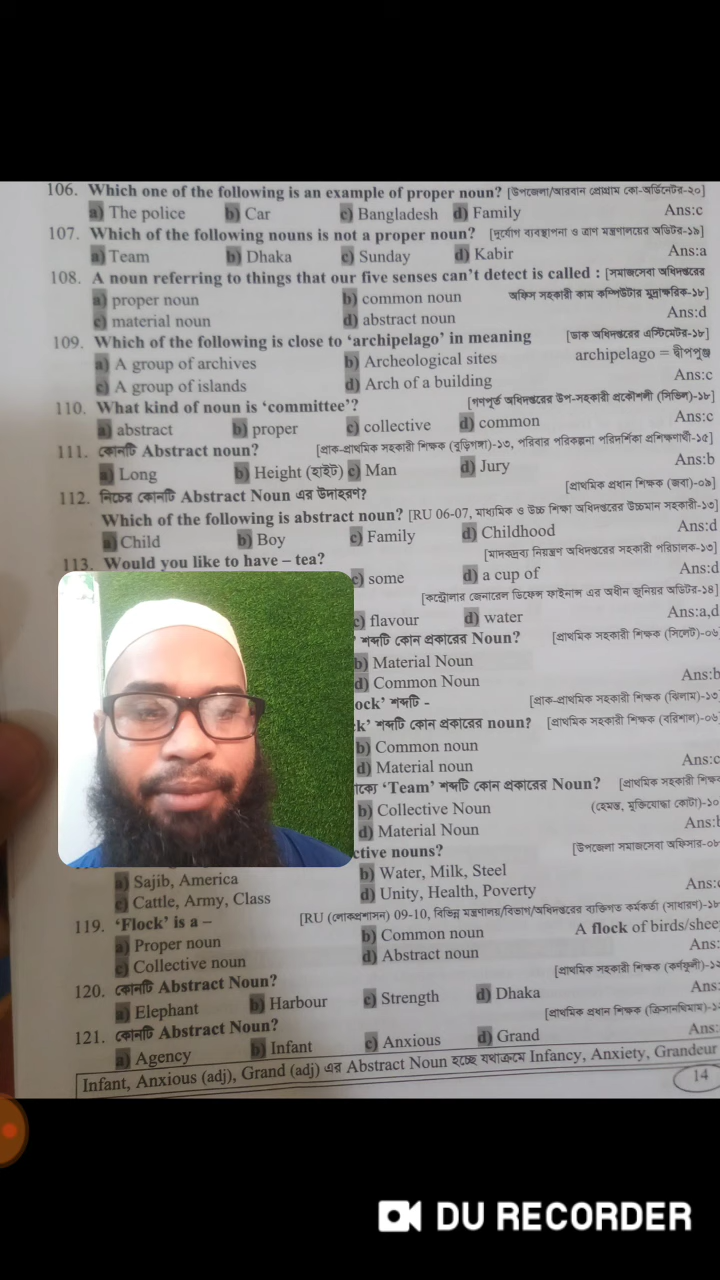 106. Which one of the following is an example of proper noun? [উপজেলা/আরবান প্রোগ্রাম কো-অর্ডিনেটর-২০]
a) The police b) Car c) Bangladesh d) Family Ans:c
107. Which of the following nouns is not a proper noun? [দুর্যোগ ব্যবস্থাপনা ও ত্রাণ মন্ত্রণালয়ের অডিটর-১৯]
a) Team b) Dhaka c) Sunday d) Kabir Ans:a
108. A noun referring to things that our five senses can't detect is called : [সমাজসেবা অধিদপ্তরের
a) proper noun b) common noun অফিস সহকারী কাম কম্পিউটার মুদ্রাক্ষরিক-১৮]
c) material noun d) abstract noun Ans:d
109. Which of the following is close to 'archipelago' in meaning [ডাক অধিদপ্তরের এস্টিমেটর-১৮]
a) A group of archives b) Archeological sites archipelago = দ্বীপপুঞ্জ
c) A group of islands d) Arch of a building Ans:c
110. What kind of noun is 'committee'? [গণপূর্ত অধিদপ্তরের উপ-সহকারী প্রকৌশলী (সিভিল)-১৮]
a) abstract b) proper c) collective d) common Ans:c
111. কোনটি Abstract noun? [প্রাক-প্রাথমিক সহকারী শিক্ষক (বুড়িগঙ্গা)-১৩, পরিবার পরিকল্পনা পরিদর্শিকা প্রশিক্ষণার্থী-১৫]
a) Long b) Height (হাইট) c) Man d) Jury Ans:b
112. নিচের কোনটি Abstract Noun এর উদাহরণ? [প্রাথমিক প্রধান শিক্ষক (জবা)-০৯]
Which of the following is abstract noun? [RU 06-07, মাধ্যমিক ও উচ্চ শিক্ষা অধিদপ্তরের উচ্চমান সহকারী-১৩]
a) Child b) Boy c) Family d) Childhood Ans:d
113. Would you like to have – tea? [মাদকদ্রব্য নিয়ন্ত্রণ অধিদপ্তরের সহকারী পরিচালক-১৩]
c) some d) a cup of Ans:d
[কন্ট্রোলার জেনারেল ডিফেন্স ফাইনান্স এর অধীন জুনিয়র অডিটর-১৪]
c) flavour d) water Ans:a,d
শব্দটি কোন প্রকারের Noun? [প্রাথমিক সহকারী শিক্ষক (সিলেট)-০৬
b) Material Noun
d) Common Noun Ans:b
ock' শব্দটি - [প্রাক-প্রাথমিক সহকারী শিক্ষক (ঝিলাম)-১৩
k' শব্দটি কোন প্রকারের noun? [প্রাথমিক সহকারী শিক্ষক (বরিশাল)-০৬
b) Common noun
d) Material noun Ans:c
াক্যে 'Team' শব্দটি কোন প্রকারের Noun? [প্রাথমিক সহকারী শিক্ষক
b) Collective Noun (হেমন্ত, মুক্তিযোদ্ধা কোটা)-১০
d) Material Noun Ans:b
ctive nouns? [উপজেলা সমাজসেবা অফিসার-০৮
a) Sajib, America b) Water, Milk, Steel
c) Cattle, Army, Class d) Unity, Health, Poverty Ans:c
119. 'Flock' is a – [RU (লোকপ্রশাসন) 09-10, বিভিন্ন মন্ত্রণালয়/বিভাগ/অধিদপ্তরের ব্যক্তিগত কর্মকর্তা (সাধারণ)-১৮
a) Proper noun b) Common noun A flock of birds/shee
c) Collective noun d) Abstract noun Ans:
120. কোনটি Abstract Noun? [প্রাথমিক সহকারী শিক্ষক (কর্ণফুলী)-১২
a) Elephant b) Harbour c) Strength d) Dhaka Ans:
121. কোনটি Abstract Noun? [প্রাথমিক প্রধান শিক্ষক (ক্রিসানথিমাম)-১২
a) Agency b) Infant c) Anxious d) Grand Ans:
Infant, Anxious (adj), Grand (adj) এর Abstract Noun হচ্ছে যথাক্রমে Infancy, Anxiety, Grandeur
14
DU RECORDER